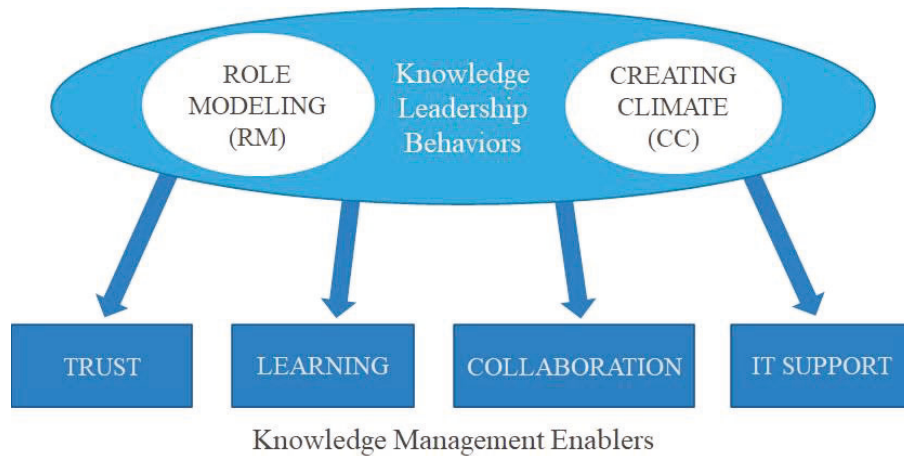 ROLE
MODELING
(RM)
Knowledge
Leadership
Behaviors
CREATING
CLIMATE
(CC)
TRUST
LEARNING
COLLABORATION
IT SUPPORT
Knowledge Management Enablers